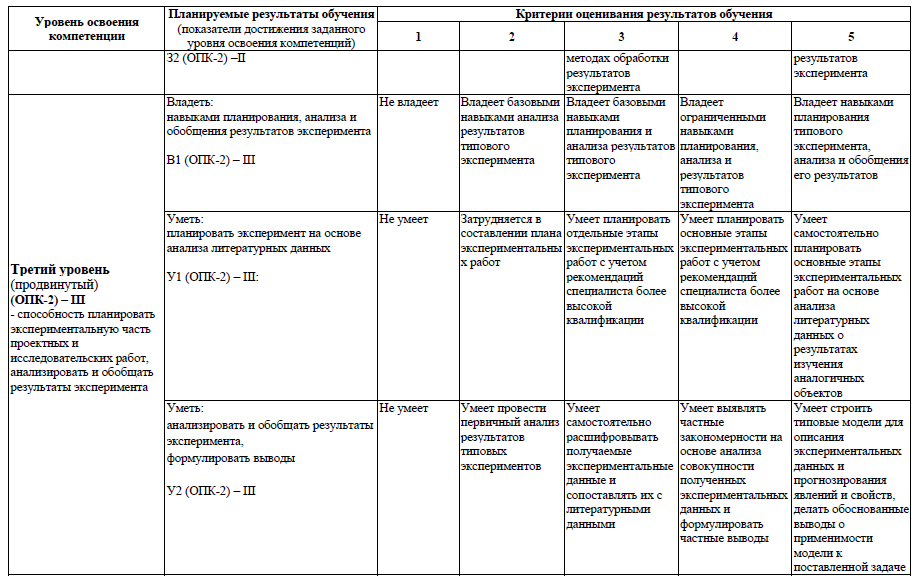 Уровень освоения
компетенции
Планируемые результаты обучения
(показатели достижения заданного
уровня освоения компетенций)
Критерии оценивания результатов обучения
1
2
3
4
5
З2 (ОПК-2) –II
методах обработки
результатов
эксперимента
результатов
эксперимента
Третий уровень
(продвинутый)
(ОПК-2) – III
- способность планировать
экспериментальную часть
проектных и
исследовательских работ,
анализировать и обобщать
результаты эксперимента
Владеть:
навыками планирования, анализа и
обобщения результатов эксперимента
В1 (ОПК-2) – III
Не владеет
Владеет базовыми
навыками анализа
результатов
типового
эксперимента
Владеет базовыми
навыками
планирования и
анализа результатов
типового
эксперимента
Владеет
ограниченными
навыками
планирования,
анализа и
результатов
типового
эксперимента
Владеет навыками
планирования
типового
эксперимента,
анализа и обобщения
его результатов
Уметь:
планировать эксперимент на основе
анализа литературных данных
У1 (ОПК-2) – III:
Не умеет
Затрудняется в
составлении плана
экспериментальны
х работ
Умеет планировать
отдельные этапы
экспериментальных
работ с учетом
рекомендаций
специалиста более
высокой
квалификации
Умеет планировать
основные этапы
экспериментальных
работ с учетом
рекомендаций
специалиста более
высокой
квалификации
Умеет
самостоятельно
планировать
основные этапы
экспериментальных
работ на основе
анализа
литературных
данных о
результатах
изучения
аналогичных
объектов
Уметь:
анализировать и обобщать результаты
эксперимента,
формулировать выводы
У2 (ОПК-2) – III
Не умеет
Умеет провести
первичный анализ
результатов
типовых
экспериментов
Умеет
самостоятельно
расшифровывать
получаемые
экспериментальные
данные и
сопоставлять их с
литературными
данными
Умеет выявлять
частные
закономерности на
основе анализа
совокупности
полученных
экспериментальных
данных и
формулировать
частные выводы
Умеет строить
типовые модели для
описания
экспериментальных
данных и
прогнозирования
явлений и свойств,
делать обоснованные
выводы о
применимости
модели к
поставленной задаче